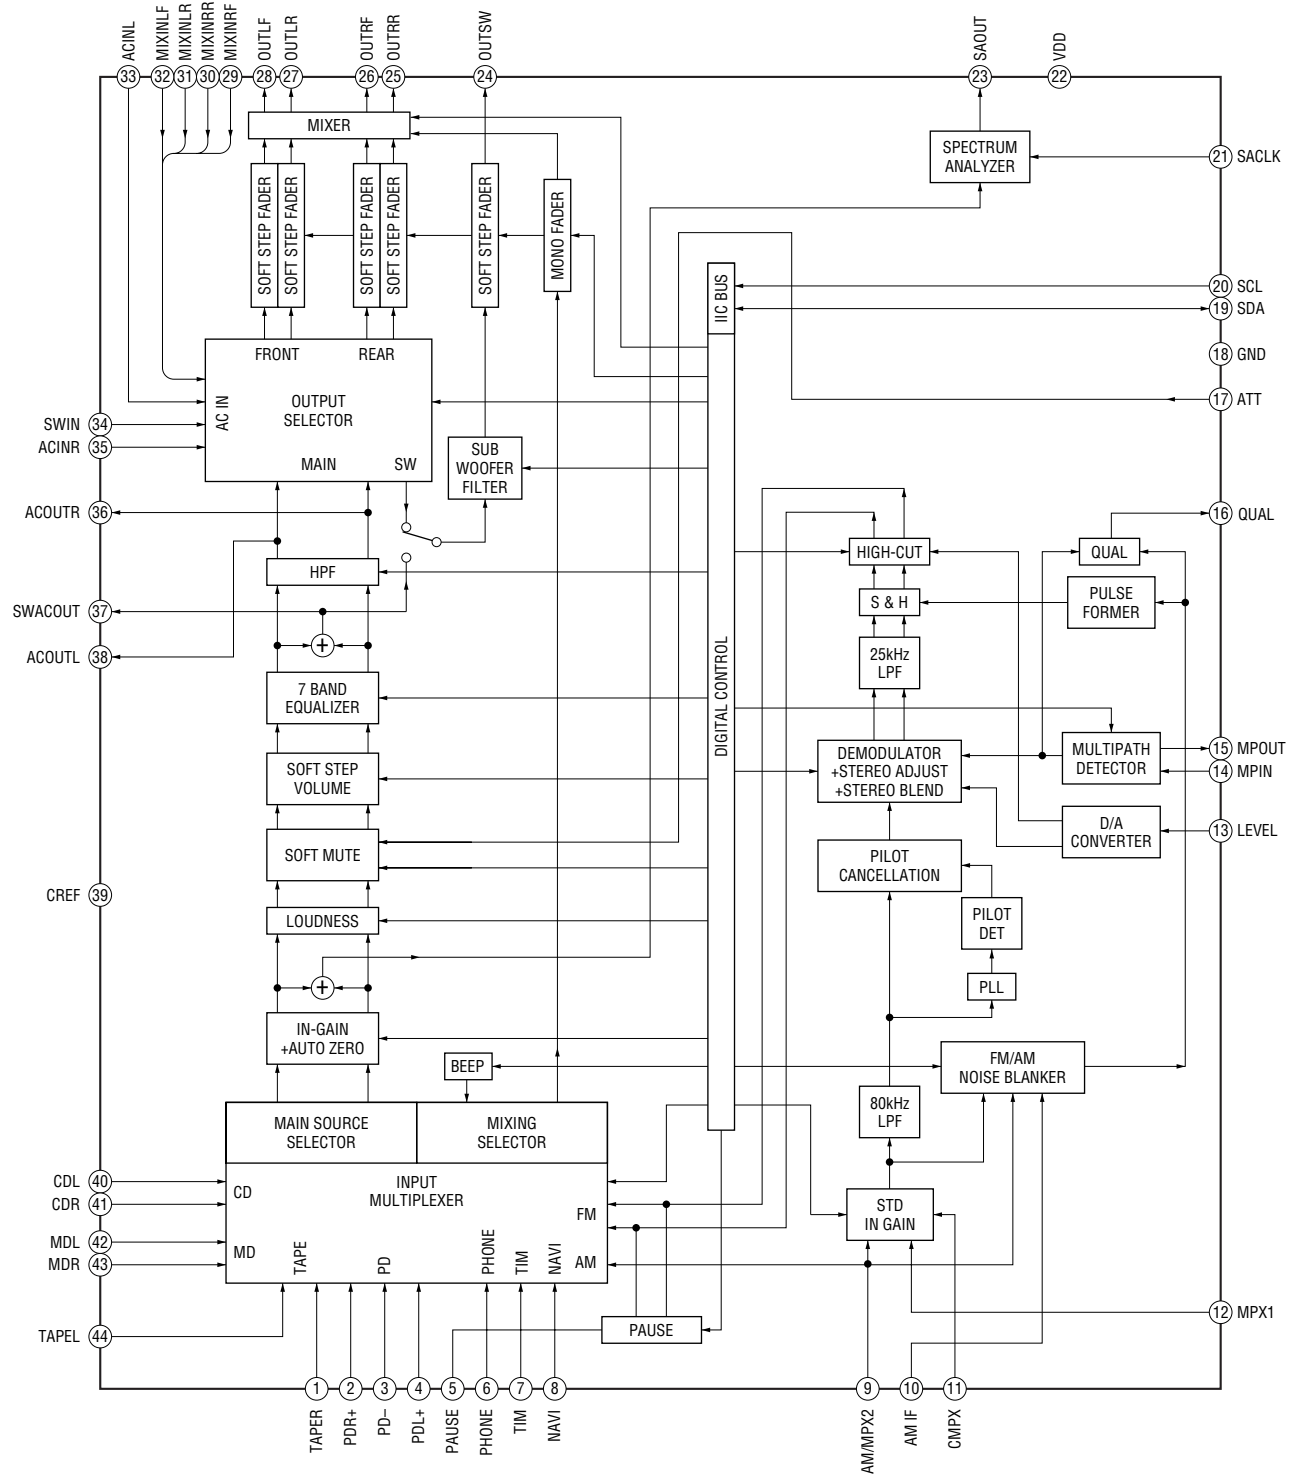 ACINL
MIXINLF
MIXINLR
MIXINRR
MIXINRF
OUTLF
OUTLR
OUTRF
OUTRR
OUTSW
SAOUT
VDD
33
32
31
30
29
28
27
26
25
24
23
22
MIXER
SPECTRUM
ANALYZER
21 SACLK
SOFT STEP FADER
SOFT STEP FADER
SOFT STEP FADER
SOFT STEP FADER
SOFT STEP FADER
MONO FADER
IIC BUS
20 SCL
19 SDA
18 GND
17 ATT
FRONT
REAR
OUTPUT
SELECTOR
AC IN
MAIN
SW
SWIN 34
ACINR 35
SUB
WOOFER
FILTER
ACOUTR 36
16 QUAL
HIGH-CUT
QUAL
HPF
S & H
PULSE
FORMER
SWACOUT 37
+
ACOUTL 38
25kHz
LPF
DIGITAL CONTROL
7 BAND
EQUALIZER
DEMODULATOR
+STEREO ADJUST
+STEREO BLEND
MULTIPATH
DETECTOR
15 MPOUT
14 MPIN
SOFT STEP
VOLUME
D/A
CONVERTER
13 LEVEL
SOFT MUTE
PILOT
CANCELLATION
CREF 39
LOUDNESS
PILOT
DET
+
PLL
IN-GAIN
+AUTO ZERO
BEEP
FM/AM
NOISE BLANKER
80kHz
LPF
MAIN SOURCE
SELECTOR
MIXING
SELECTOR
INPUT
MULTIPLEXER
CDL 40
CDR 41
CD
STD
IN GAIN
FM
MDL 42
MDR 43
MD
TAPE
PD
PHONE
TIM
NAVI
AM
12 MPX1
TAPEL 44
PAUSE
1
2
3
4
5
6
7
8
9
10
11
TAPER
PDR+
PD–
PDL+
PAUSE
PHONE
TIM
NAVI
AM/MPX2
AM IF
CMPX